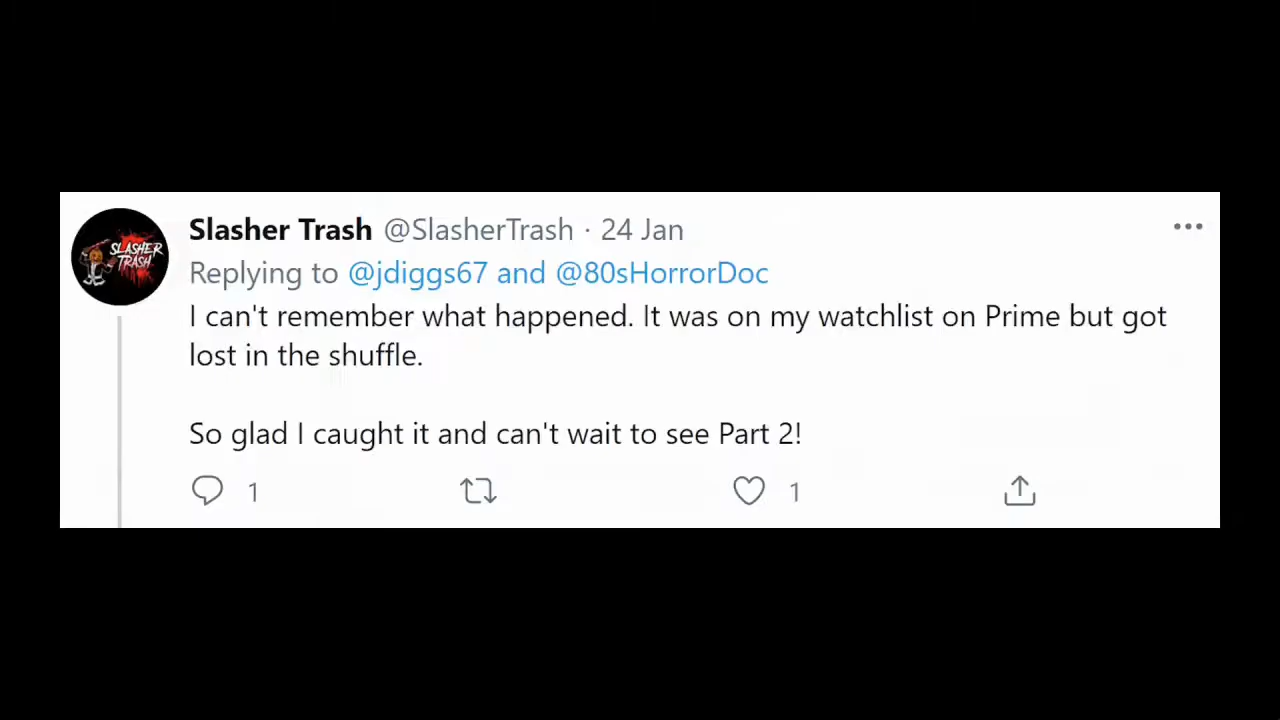 Slasher Trash @SlasherTrash · 24 Jan
Replying to @jdiggs67 and @80sHorrorDoc
SLASHER
TRASH
I can't remember what happened. It was on my watchlist on Prime but got
lost in the shuffle.
So glad I caught it and can't wait to see Part 2!
1 1